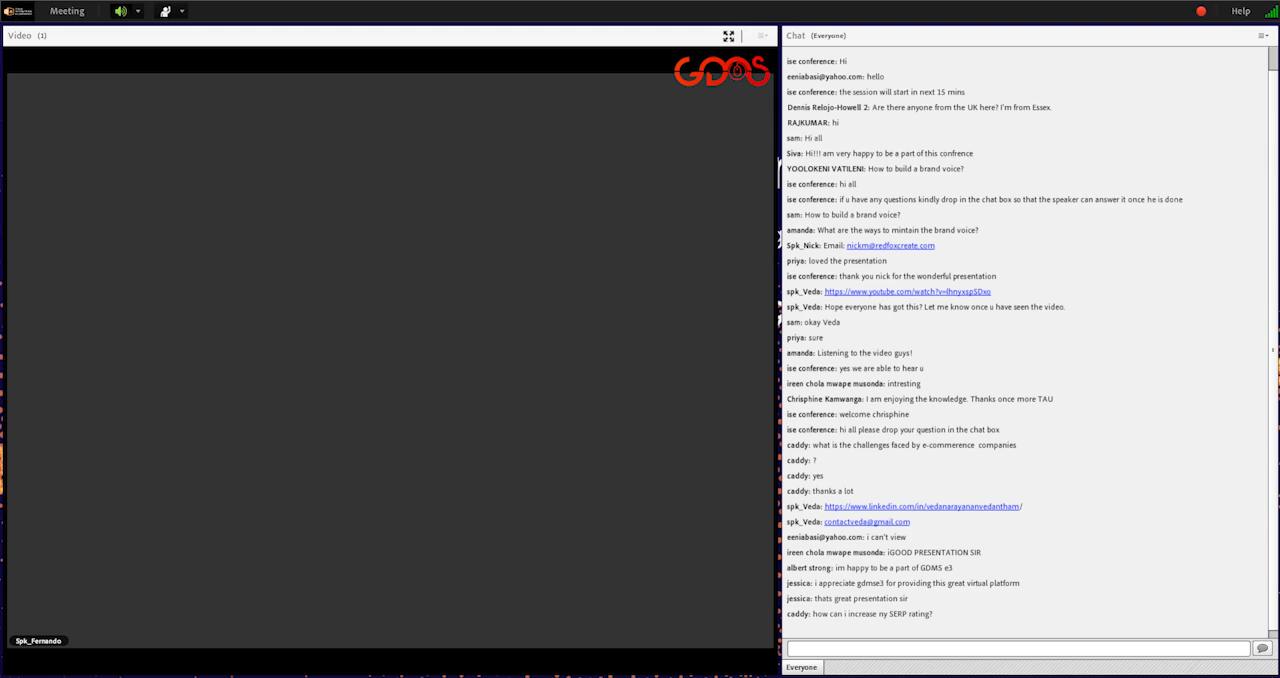 Meeting
Help
Video (1)
GDMS
Spk_Fernando
Chat (Everyone)
ise conference: Hi
eeniabasi@yahoo.com: hello
ise conference: the session will start in next 15 mins
Dennis Relojo-Howell 2: Are there anyone from the UK here? I'm from Essex.
RAJKUMAR: hi
sam: Hi all
Siva: Hi!!! am very happy to be a part of this confrence
YOOLOKENI VATILENI: How to build a brand voice?
ise conference: hi all
ise conference: if u have any questions kindly drop in the chat box so that the speaker can answer it once he is done
sam: How to build a brand voice?
amanda: What are the ways to mintain the brand voice?
Spk_Nick: Email: nickm@redfoxcreate.com
priya: loved the presentation
ise conference: thank you nick for the wonderful presentation
spk_Veda: https://www.youtube.com/watch?v=lhnyxspSDxo
spk_Veda: Hope everyone has got this? Let me know once u have seen the video.
sam: okay Veda
priya: sure
amanda: Listening to the video guys!
ise conference: yes we are able to hear u
ireen chola mwape musonda: intresting
Chrisphine Kamwanga: I am enjoying the knowledge. Thanks once more TAU
ise conference: welcome chrisphine
ise conference: hi all please drop your question in the chat box
caddy: what is the challenges faced by e-commerence companies
caddy: ?
caddy: yes
caddy: thanks a lot
spk_Veda: https://www.linkedin.com/in/vedanarayananvedantham/
spk_Veda: contactveda@gmail.com
eeniabasi@yahoo.com: i can't view
ireen chola mwape musonda: iGOOD PRESENTATION SIR
albert strong: im happy to be a part of GDMS e3
jessica: i appreciate gdmse3 for providing this great virtual platform
jessica: thats great presentation sir
caddy: how can i increase ny SERP rating?
Everyone